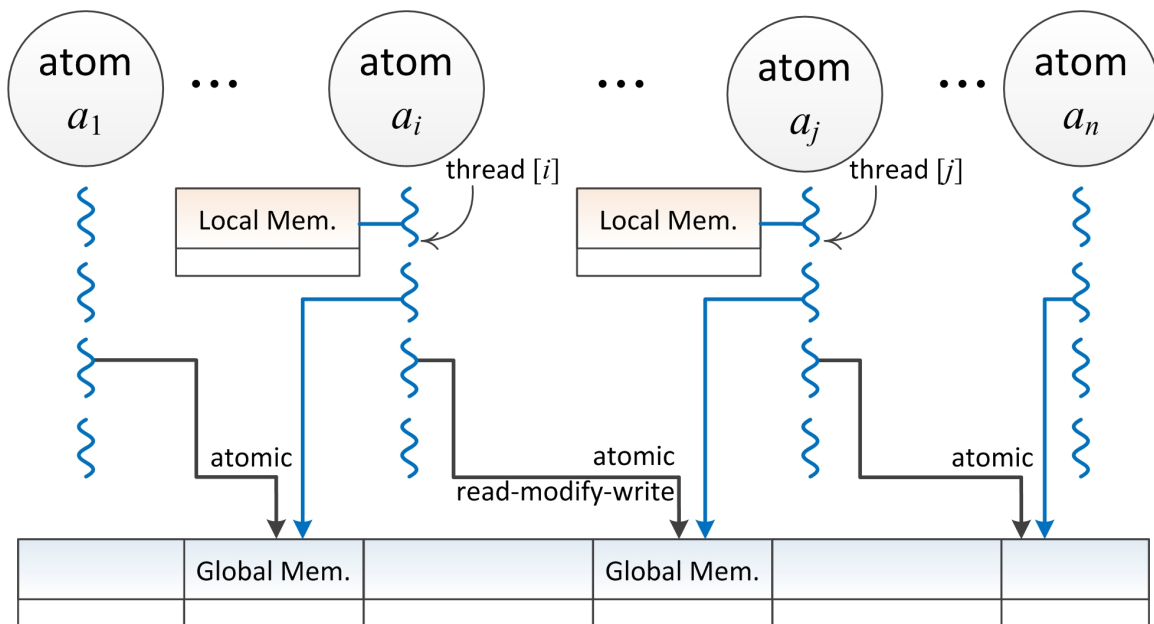 atom
a1
...
atom
ai
...
atom
aj
...
atom
an
thread [i]
thread [j]
Local Mem.
Local Mem.
atomic
atomic
read-modify-write
atomic
Global Mem.
Global Mem.